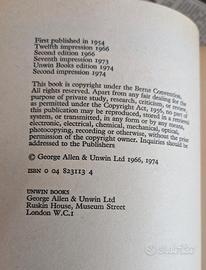 First published in 1954
Twelfth impression 1966
Second edition 1966
Seventh impression 1973
Unwin Books edition 1974
Second impression 1974
This book is copyright under the Berne Convention.
All rights reserved. Apart from any fair dealing for the
purpose of private study, research, criticism, or review,
as permitted under the Copyright Act, 1956, no part of
this publication may be reproduced, stored in a retrieval
system, or transmitted, in any form or by any means,
electronic, electrical, chemical, mechanical, optical,
photocopying, recording or otherwise, without the
permission of the copyright owner. Inquiries should be
addressed to the Publishers
© George Allen & Unwin Ltd 1966, 1974
ISBN 0 04 823113 4
UNWIN BOOKS
George Allen & Unwin Ltd
Ruskin House, Museum Street
London W.C.1
subito